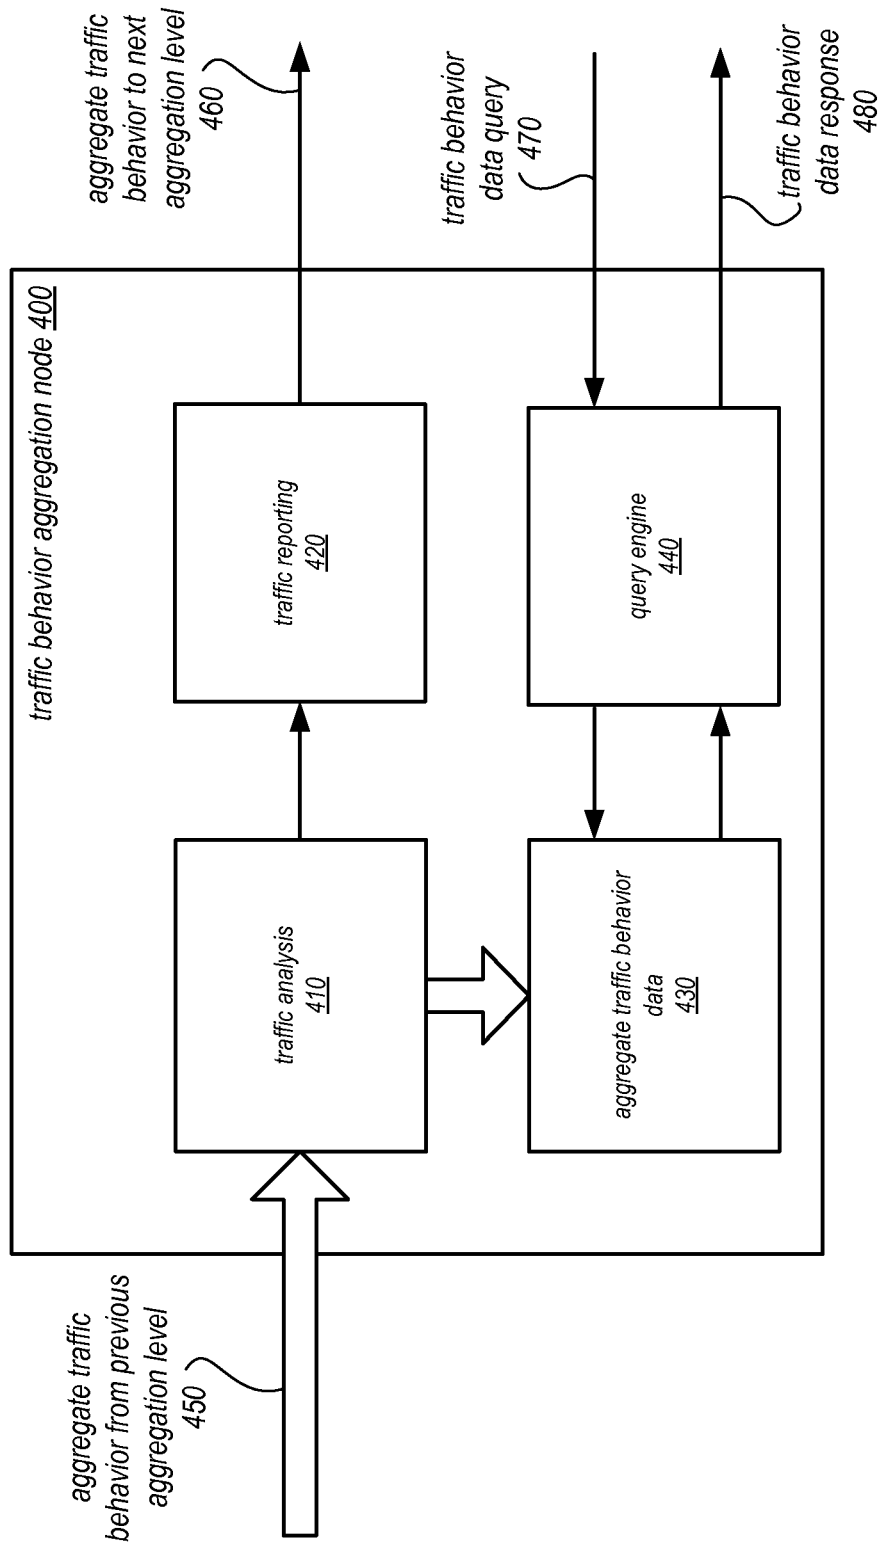 traffic behavior aggregation node 400
aggregate traffic
behavior from previous
aggregation level
450
traffic analysis
410
traffic reporting
420
aggregate traffic
behavior to next
aggregation level
460
aggregate traffic behavior
data
430
query engine
440
traffic behavior
data query
470
traffic behavior
data response
480